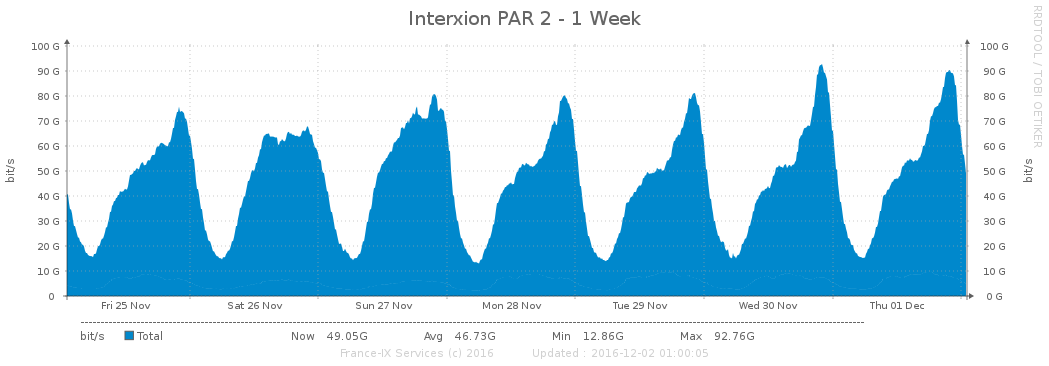 Interxion PAR 2 - 1 Week
RRDTOOL / TOBI OETIKER
bit/s
100 G 100 G
90 G 90 G
80 G 80 G
70 G 70 G
60 G 60 G
50 G 50 G
40 G 40 G
30 G 30 G
20 G 20 G
10 G 10 G
0 0 G
bit/s
Fri 25 Nov Sat 26 Nov Sun 27 Nov Mon 28 Nov Tue 29 Nov Wed 30 Nov Thu 01 Dec
bit/s Total Now 49.05G Avg 46.73G Min 12.86G Max 92.76G
France-IX Services (c) 2016 Updated : 2016-12-02 01:00:05